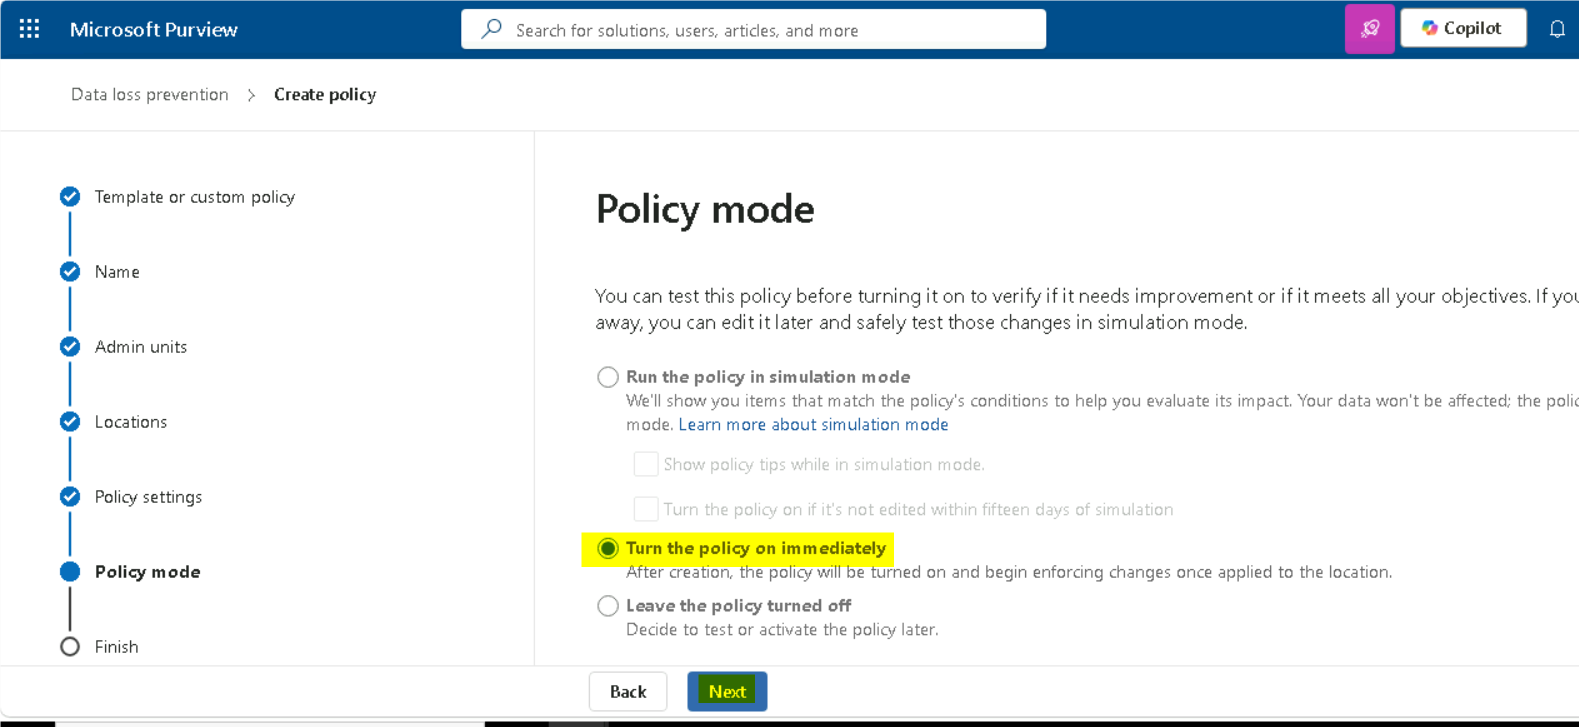 Microsoft Purview
Search for solutions, users, articles, and more
Copilot
Data loss prevention > Create policy
Template or custom policy
Name
Admin units
Locations
Policy settings
Policy mode
Finish
Policy mode
You can test this policy before turning it on to verify if it needs improvement or if it meets all your objectives. If you
away, you can edit it later and safely test those changes in simulation mode.
Run the policy in simulation mode
We'll show you items that match the policy's conditions to help you evaluate its impact. Your data won't be affected; the
mode. Learn more about simulation mode
Show policy tips while in simulation mode.
Turn the policy on if it's not edited within fifteen days of simulation
Turn the policy on immediately
After creation, the policy will be turned on and begin enforcing changes once applied to the location.
Leave the policy turned off
Decide to test or activate the policy later.
Back
Next